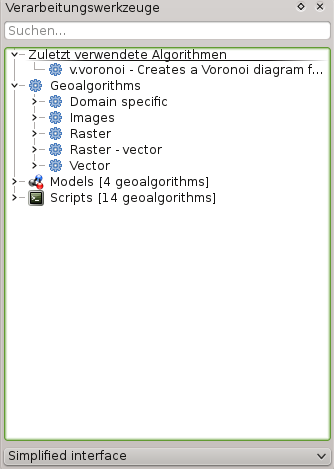 Verarbeitungswerkzeuge
Suchen...
Zuletzt verwendete Algorithmen
v.voronoi - Creates a Voronoi diagram f...
Geoalgorithms
Domain specific
Images
Raster
Raster - vector
Vector
Models [4 geoalgorithms]
Scripts [14 geoalgorithms]
Simplified interface